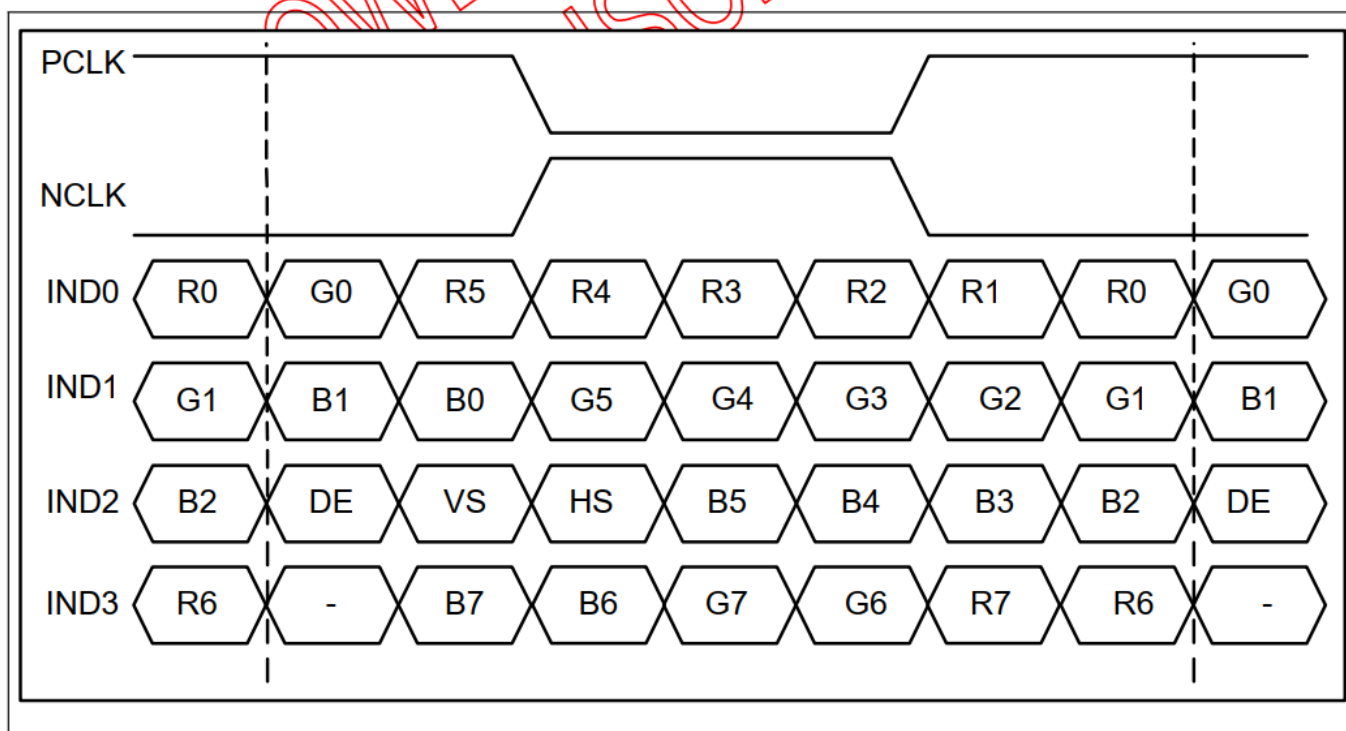 PCLK
NCLK
IND0 R0 G0 R5 R4 R3 R2 R1 R0 G0
IND1 G1 B1 B0 G5 G4 G3 G2 G1 B1
IND2 B2 DE VS HS B5 B4 B3 B2 DE
IND3 R6 - B7 B6 G7 G6 R7 R6 -